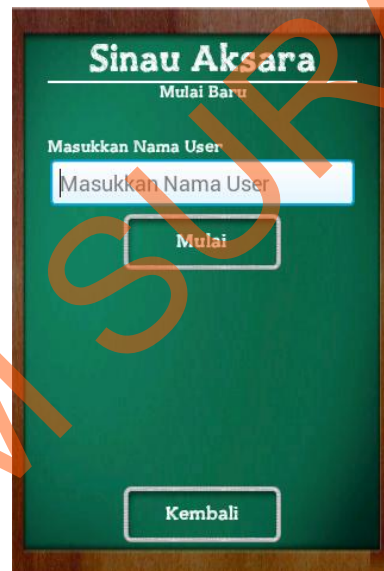 Sinau Aksara
Mulai Baru
Masukkan Nama User
Masukkan Nama User
Mulai
Kembali